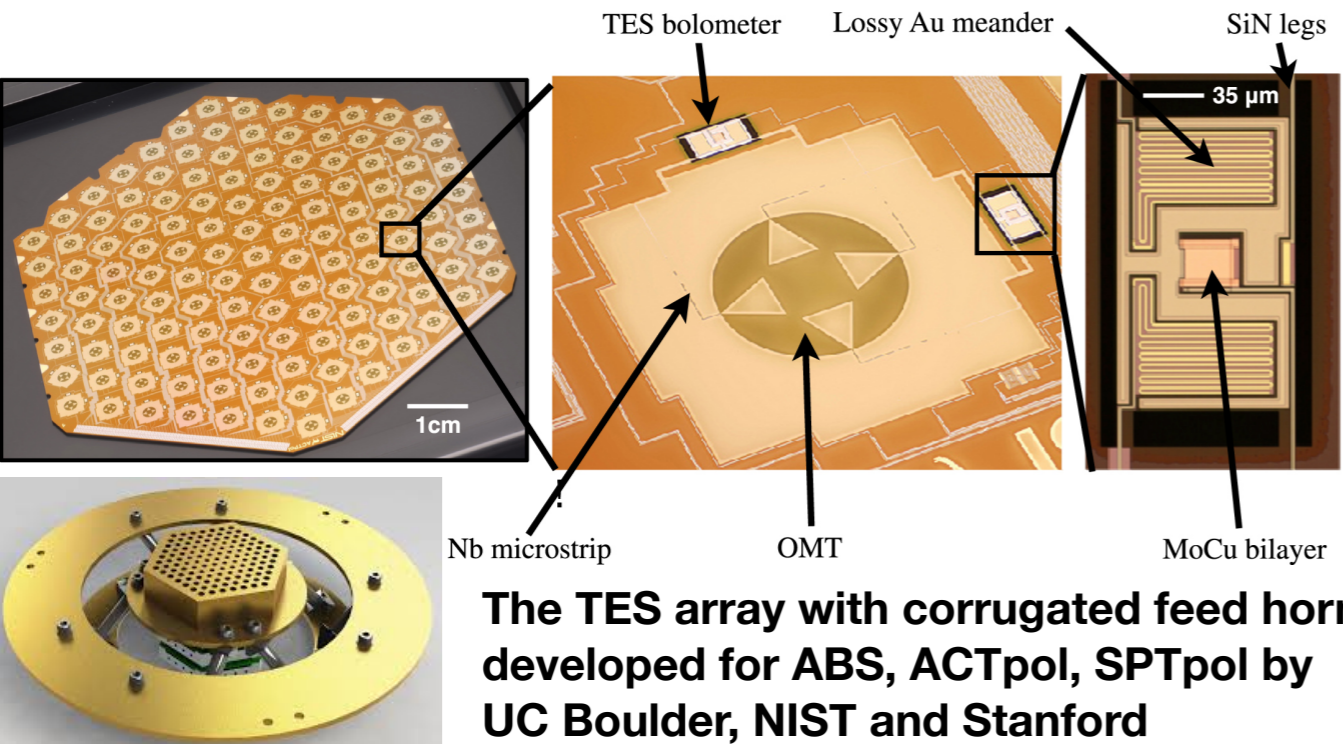 TES bolometer
Lossy Au meander
SiN legs
35 µm
1cm
!
Nb microstrip
OMT
MoCu bilayer
The TES array with corrugated feed horn
developed for ABS, ACTpol, SPTpol by
UC Boulder, NIST and Stanford